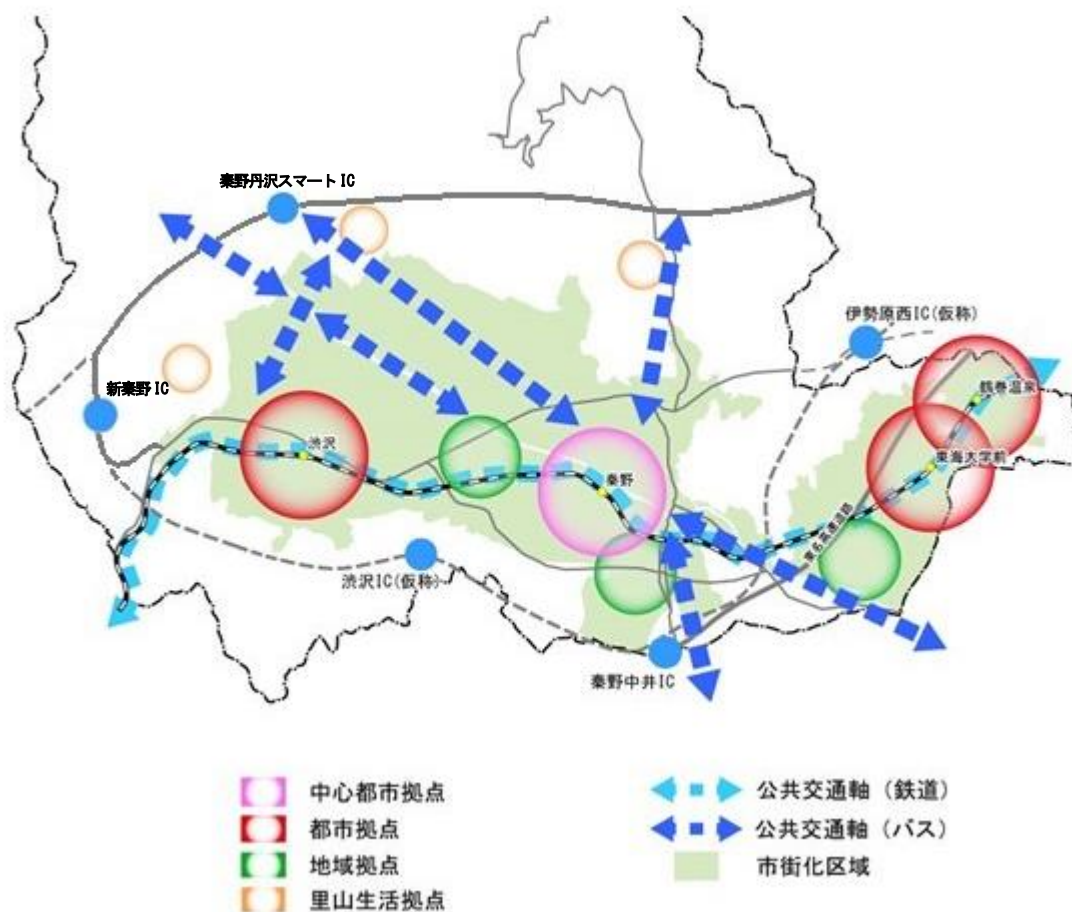 秦野丹沢スマートIC
伊勢原西IC(仮称)
新秦野IC
鶴巻温泉
渋沢
東海大学前
秦野
東名高速道路
渋沢IC(仮称)
秦野中井IC
中心都市拠点
都市拠点
地域拠点
里山生活拠点
公共交通軸（鉄道）
公共交通軸（バス）
市街化区域